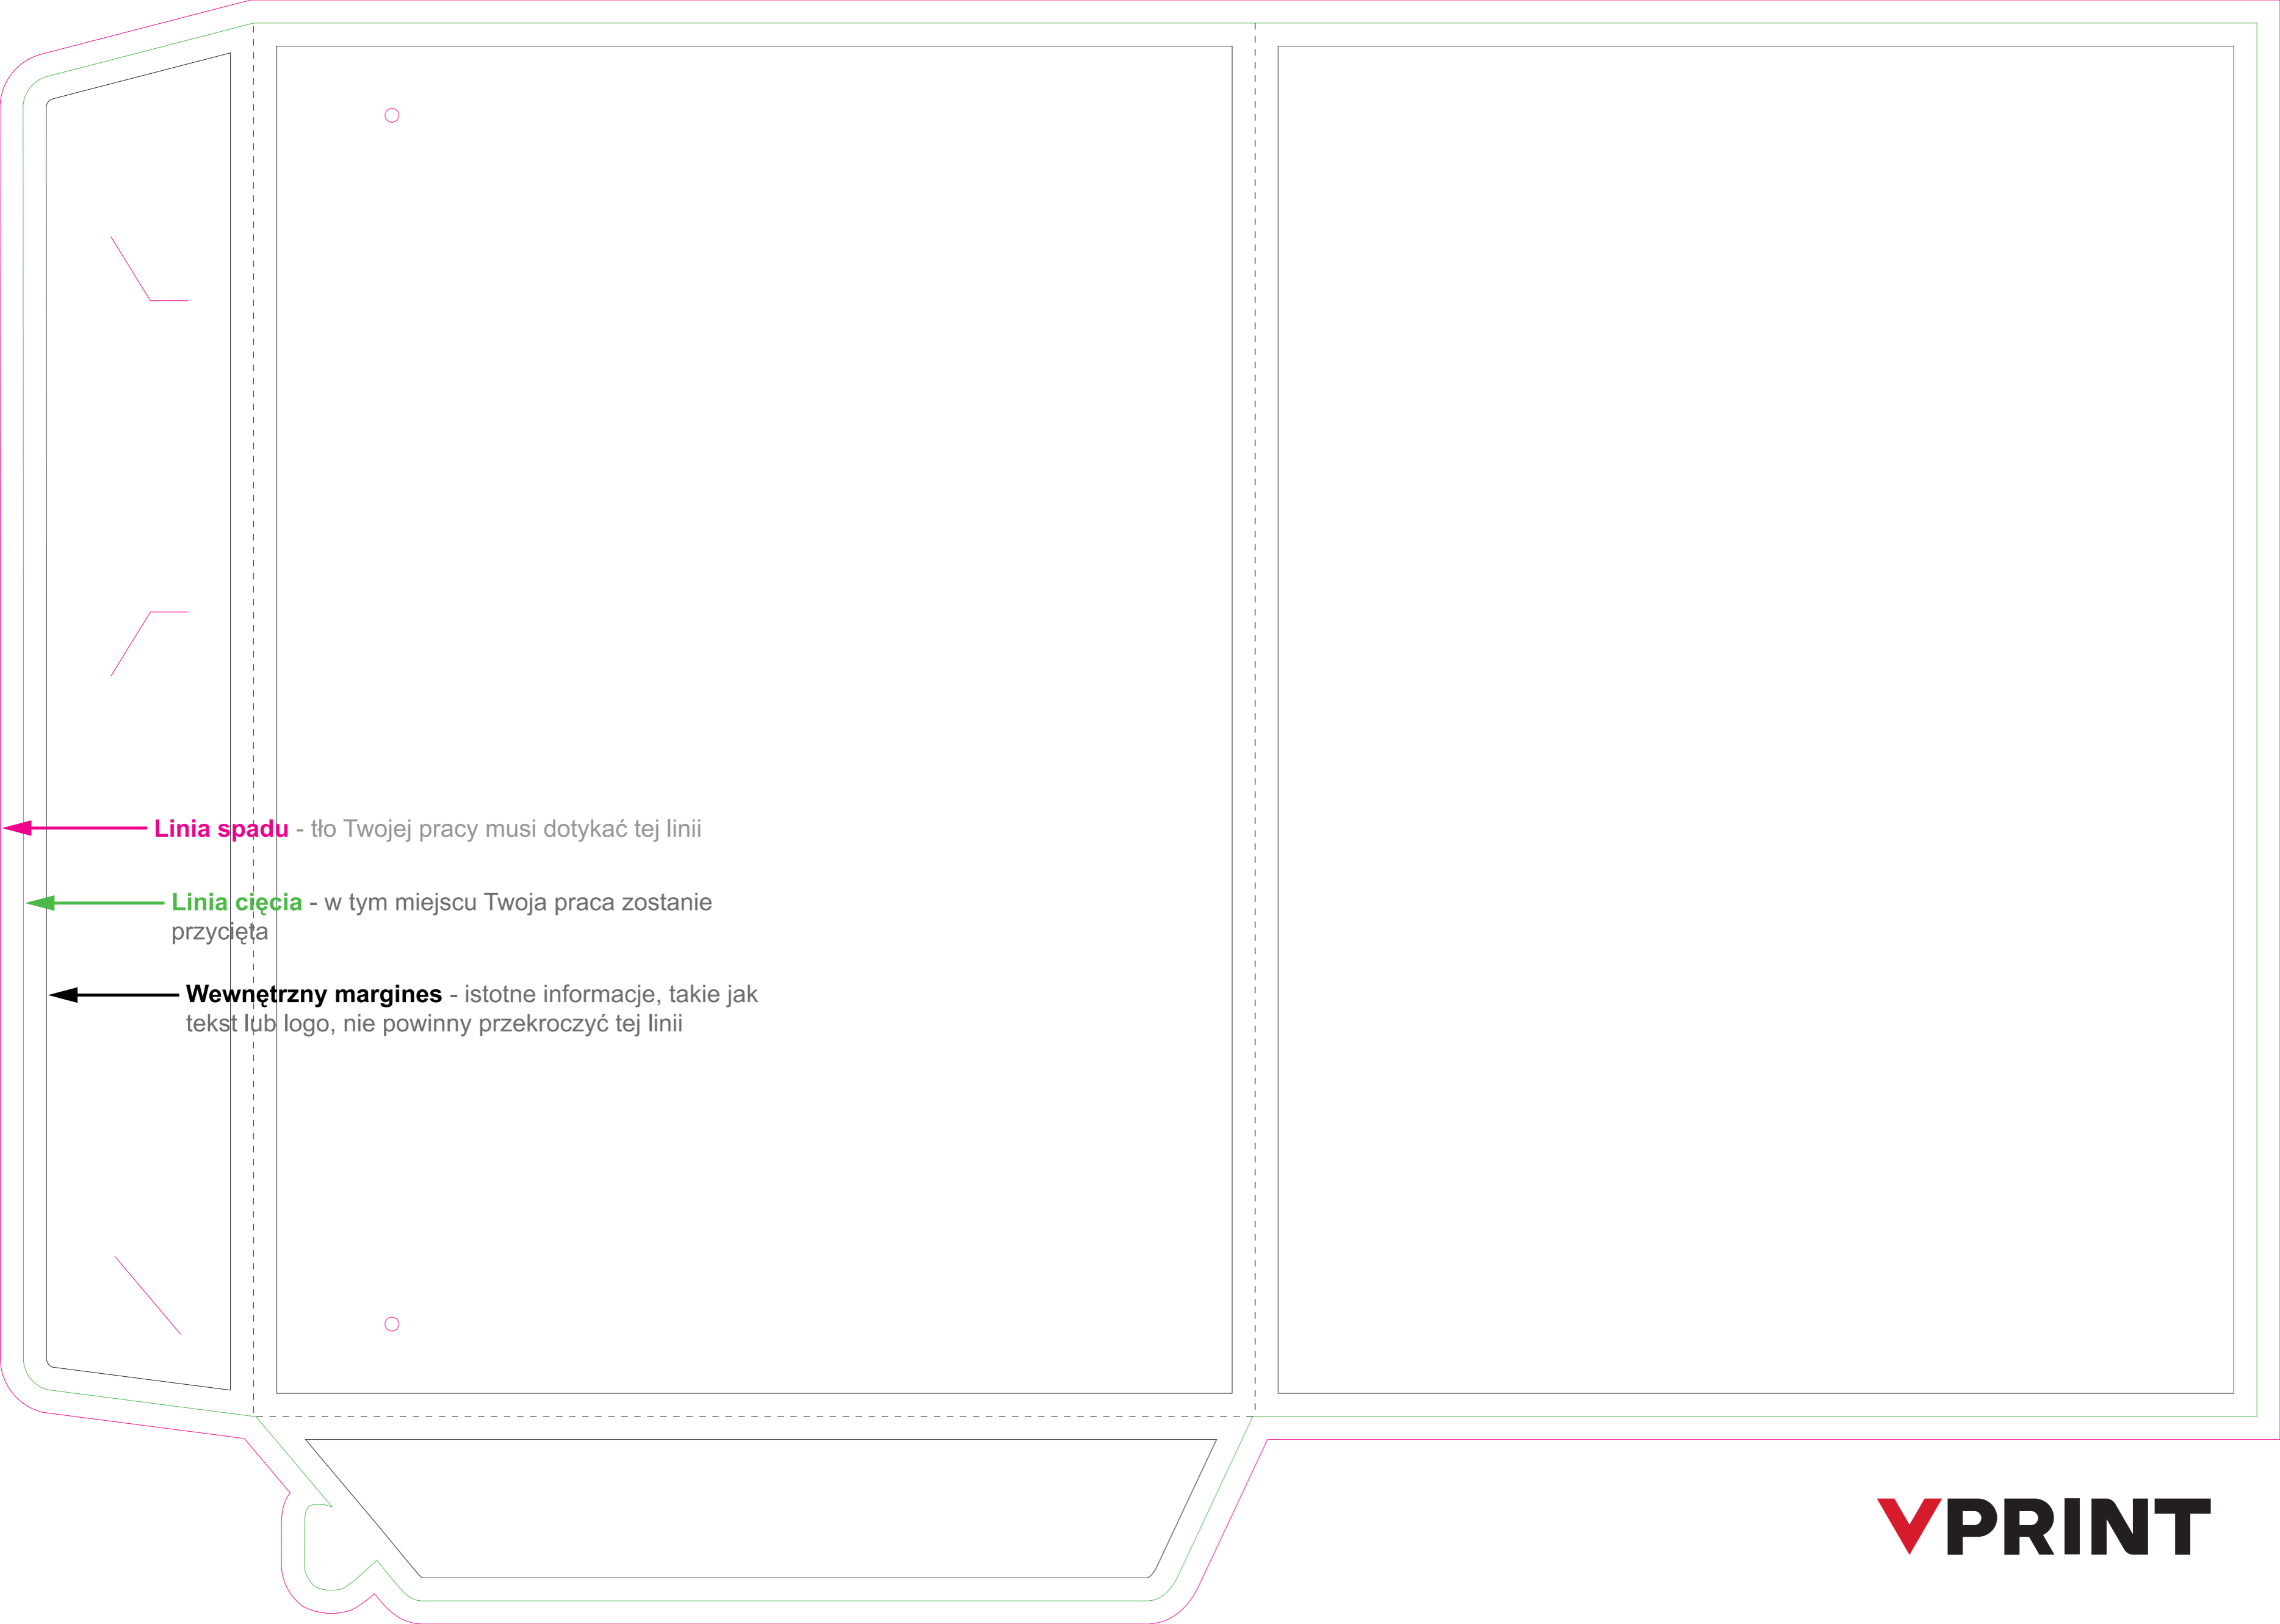 Linia spadu - tło Twojej pracy musi dotykać tej linii
Linia cięcia - w tym miejscu Twoja praca zostanie
przycięta
Wewnętrzny margines - istotne informacje, takie jak
tekst lub logo, nie powinny przekroczyć tej linii
VPRINT